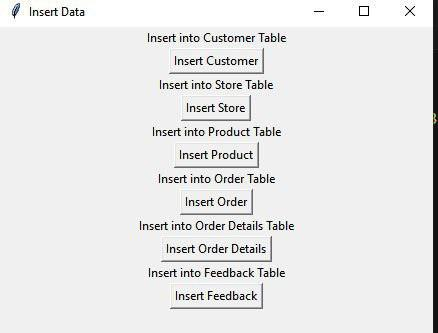 Insert Data
Insert into Customer Table
Insert Customer
Insert into Store Table
Insert Store
Insert into Product Table
Insert Product
Insert into Order Table
Insert Order
Insert into Order Details Table
Insert Order Details
Insert into Feedback Table
Insert Feedback